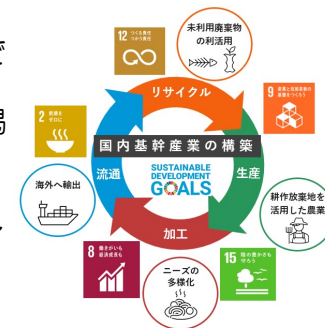 12 つくる責任
つかう責任
未利用廃棄物
の利活用
リサイクル
9 産業と技術革新の
基盤をつくろう
2 飢餓を
ゼロに
国内基幹産業の構築
海外へ輸出
流通
SUSTAINABLE
DEVELOPMENT
GOALS
生産
耕作放棄地を
活用した農業
加工
8 働きがいも
経済成長も
ニーズの
多様化
15 陸の豊かさも
守ろう